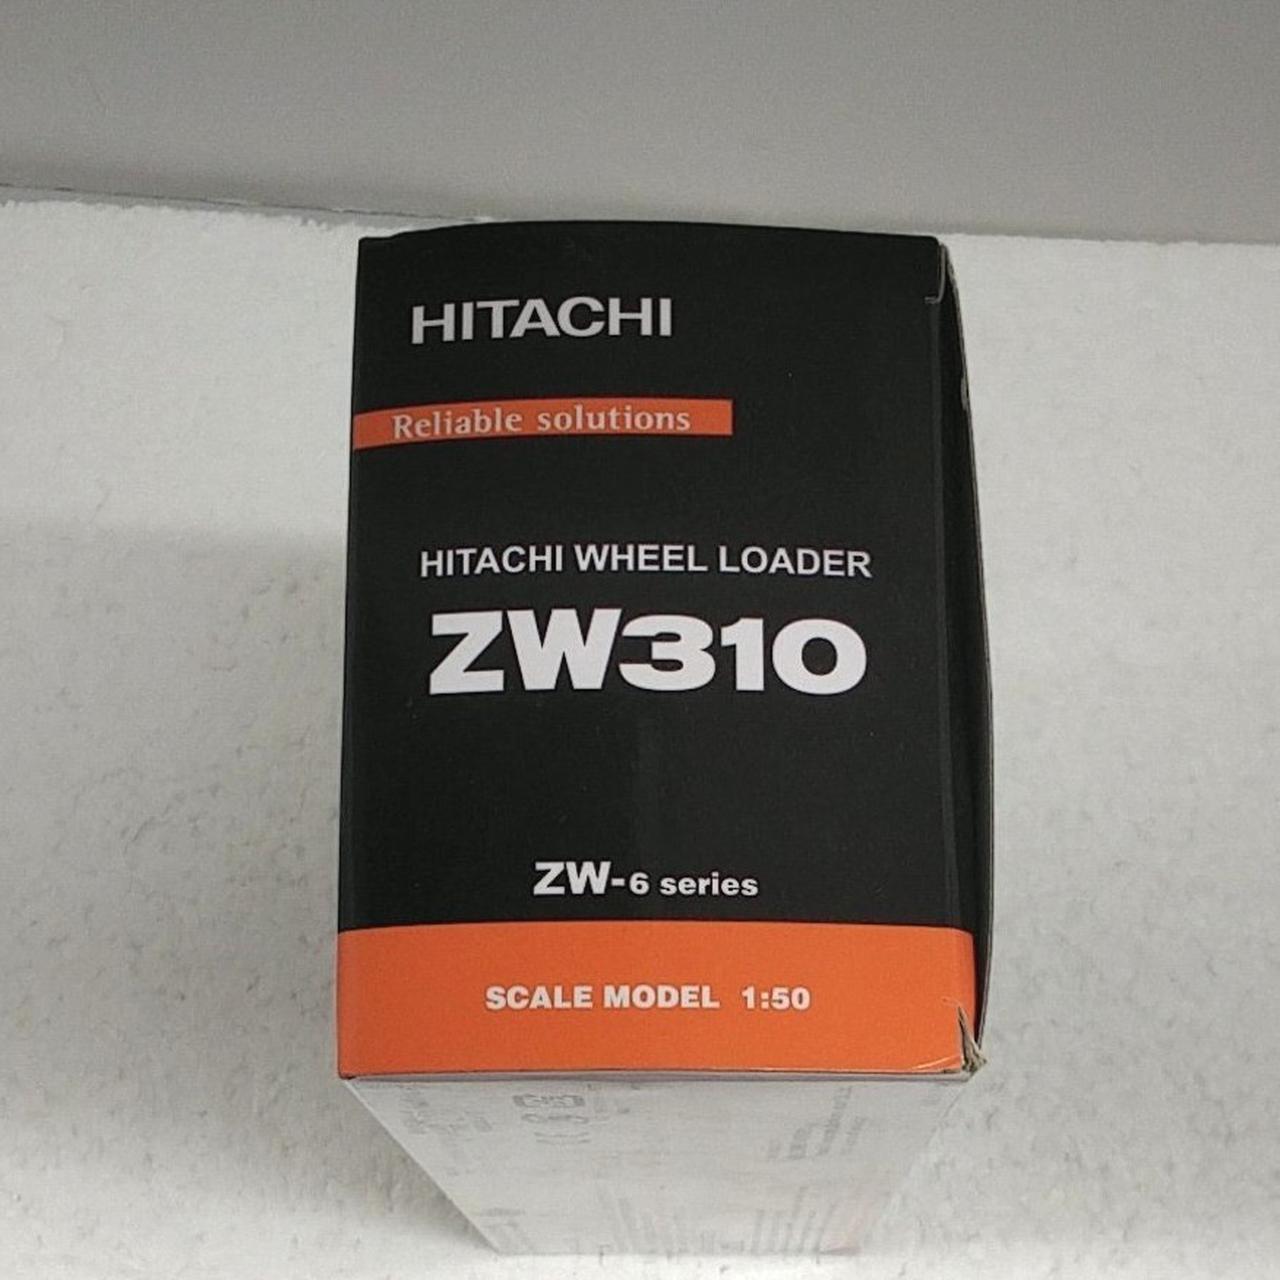 HITACHI
Reliable solutions
HITACHI WHEEL LOADER
ZW310
ZW-6 series
SCALE MODEL 1:50